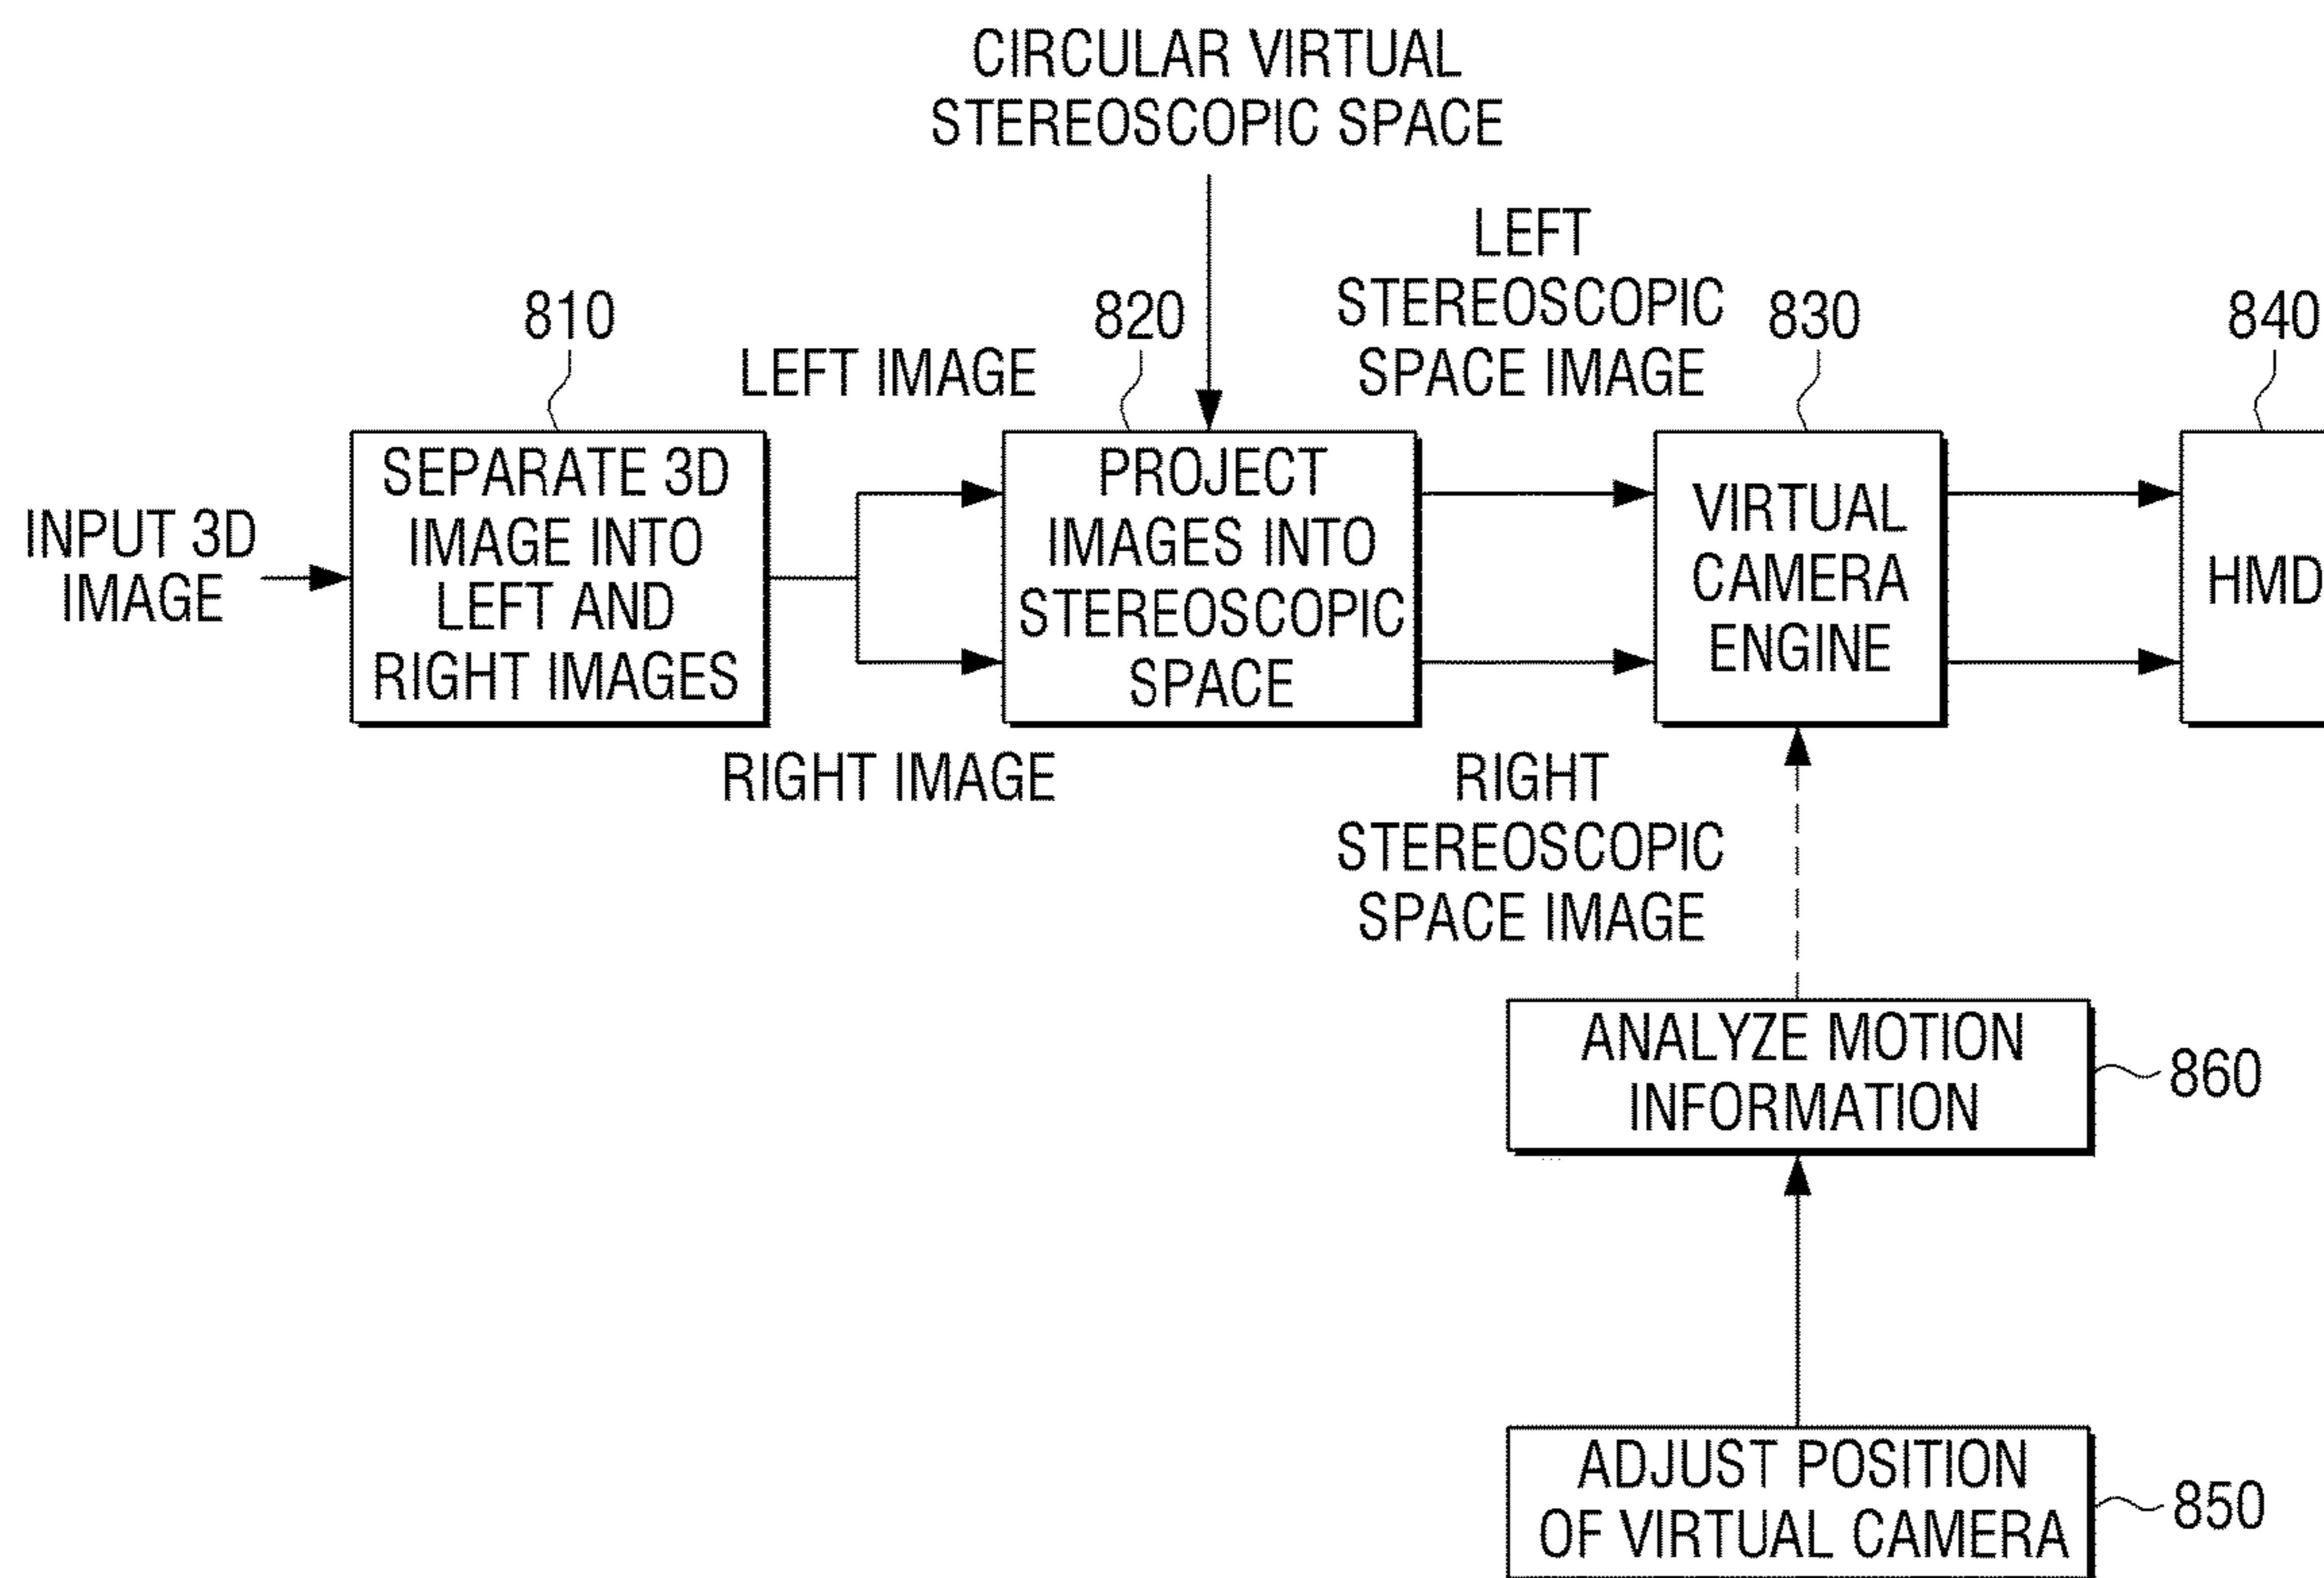 CIRCULAR VIRTUAL
STEREOSCOPIC SPACE
INPUT 3D
IMAGE
810
SEPARATE 3D
IMAGE INTO
LEFT AND
RIGHT IMAGES
LEFT IMAGE
RIGHT IMAGE
820
PROJECT
IMAGES INTO
STEREOSCOPIC
SPACE
LEFT
STEREOSCOPIC
SPACE IMAGE
RIGHT
STEREOSCOPIC
SPACE IMAGE
830
VIRTUAL
CAMERA
ENGINE
840
HMD
ANALYZE MOTION
INFORMATION
860
ADJUST POSITION
OF VIRTUAL CAMERA
850